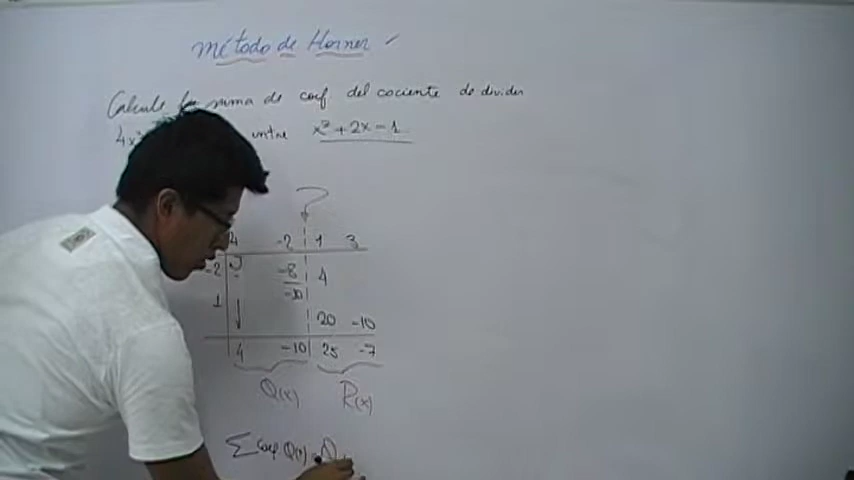 Método de Horner
Calcule la suma de coef. del cociente de dividir
4x³ entre x² + 2x - 1
4 -2 1 3
-2 -8 4
-10
1
20 -10
4 -10 25 -7
Q(x) R(x)
∑ coef Q(x) =